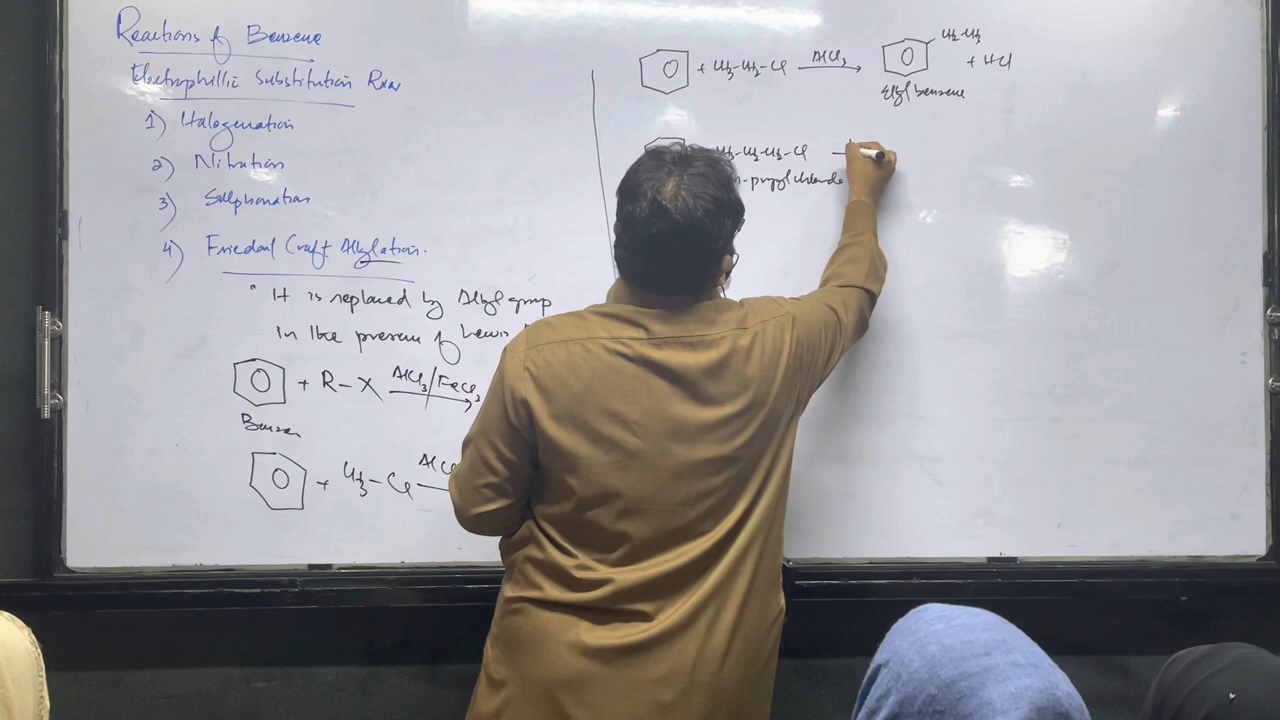 Reactions of Benzene
Electrophillic Substitution Rxn
1) Halogenation
2) Nitration
3) Sulphonation
4) Friedal Craft Alkylation.
" H is replaced by Alkyl group
in the presence of Lewis
+ R-X AlCl3/FeCl3
Benzene
+ CH3-Cl AlCl
+ CH3-CH2-Cl AlCl3 CH2-CH3 + HCl
Ethyl benzene
CH3-CH2-CH2-Cl
n-propyl chloride